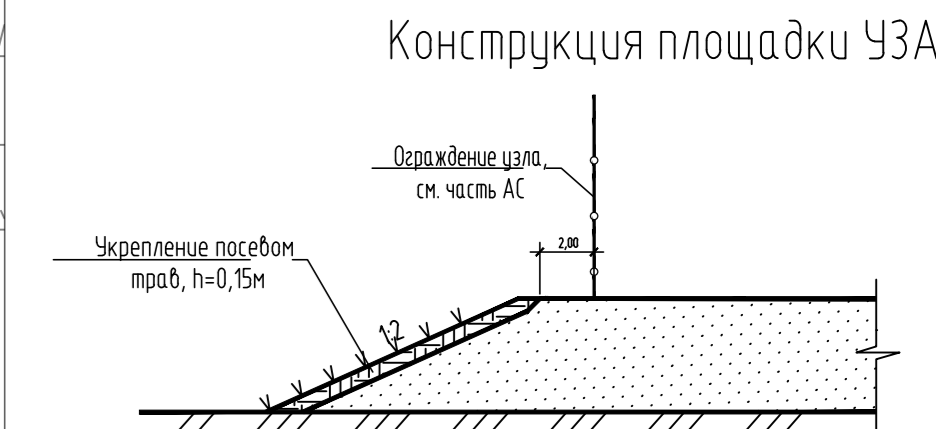 Конструкция площадки УЗА
Ограждение узла,
см. часть АС
2,00
Укрепление посевом
трав, h=0,15м
1:2